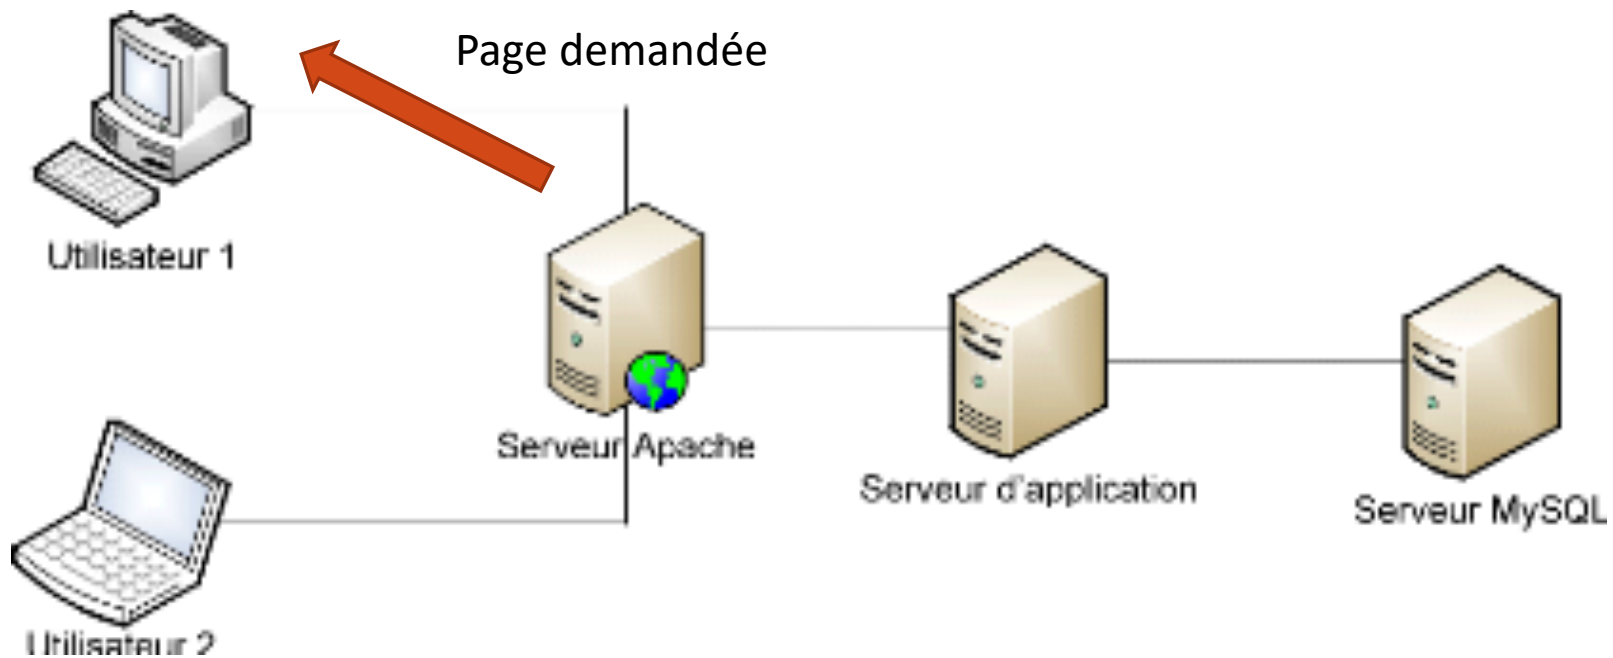 Page demandée
Utilisateur 1
Serveur Apache
Serveur d'application
Serveur MySQL
Utilisateur 2